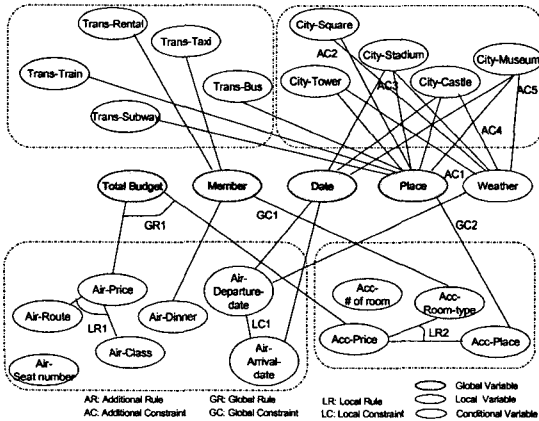 Trans-Rental
Trans-Taxi
Trans-Train
Trans-Bus
Trans-Subway
City-Square
AC2
City-Stadium
City-Museum
City-Tower
AC3
City-Castle
AC5
AC4
AC1
Total Budget
Member
Date
Place
Weather
GR1
GC1
GC2
Air-Price
Air-Route
LR1
Air-Class
Air-
Seat number
Air-Dinner
Air-
Departure-
date
LC1
Air-
Arrival-
date
Acc-
# of room
Acc-
Room-type
Acc-Price
LR2
Acc-Place
AR: Additional Rule
GR: Global Rule
LR: Local Rule
AC: Additional Constraint
GC: Global Constraint
LC: Local Constraint
Global Variable
Local Variable
Conditional Variable